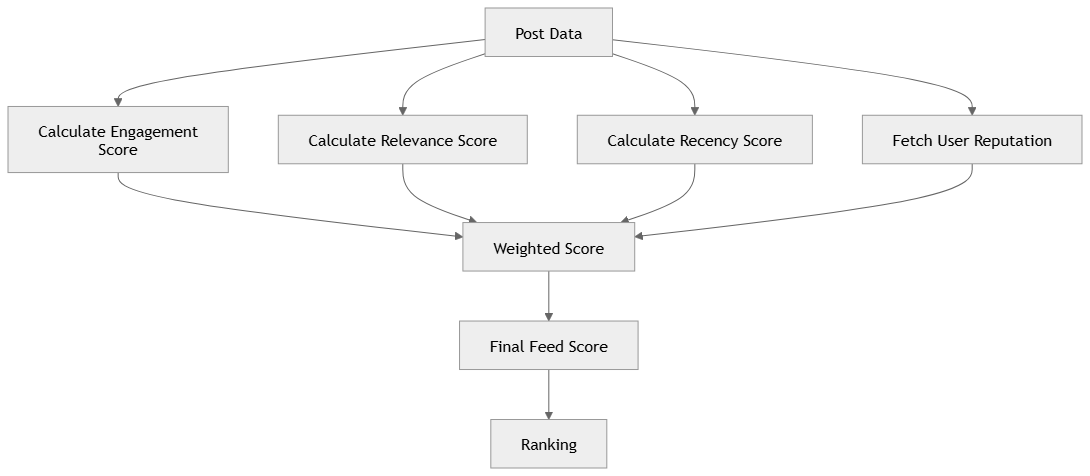 Post Data
Calculate Engagement
Score
Calculate Relevance Score
Calculate Recency Score
Fetch User Reputation
Weighted Score
Final Feed Score
Ranking